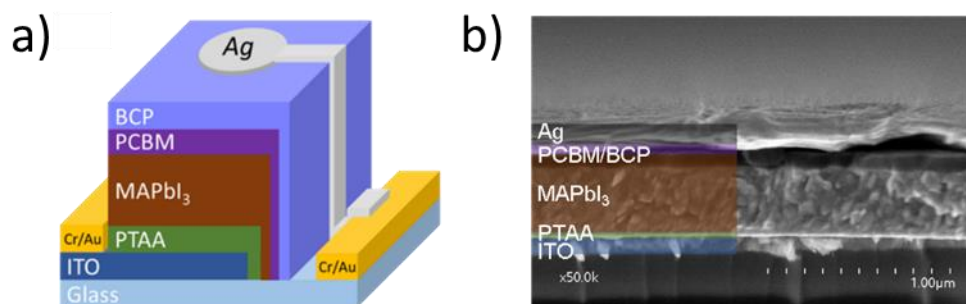 a)
Ag
BCP
PCBM
MAPbI₃
Cr/Au
PTAA
Cr/Au
ITO
Glass
b)
Ag
PCBM/BCP
MAPbI₃
PTAA
ITO
x50.0k
1.00μm